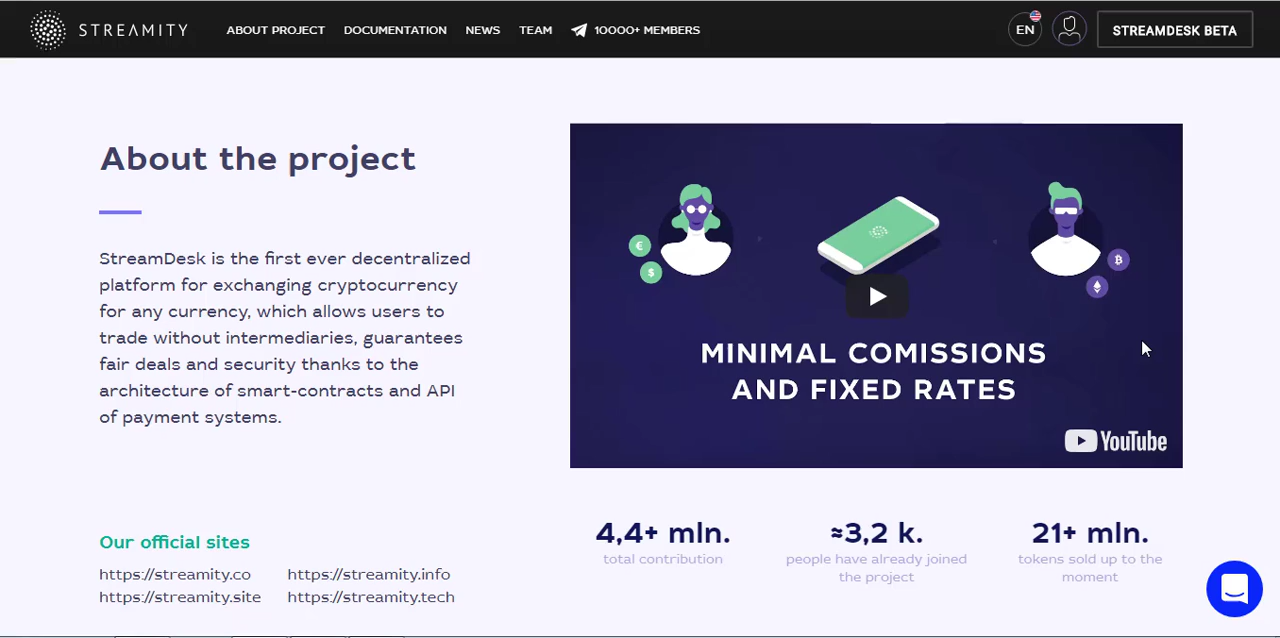 STREAMITY
ABOUT PROJECT
DOCUMENTATION
NEWS
TEAM
10000+ MEMBERS
EN
STREAMDESK BETA
About the project
StreamDesk is the first ever decentralized
platform for exchanging cryptocurrency
for any currency, which allows users to
trade without intermediaries, guarantees
fair deals and security thanks to the
architecture of smart-contracts and API
of payment systems.
MINIMAL COMISSIONS
AND FIXED RATES
YouTube
4,4+ mln.
total contribution
≈3,2 k.
people have already joined
the project
21+ mln.
tokens sold up to the
moment
Our official sites
https://streamity.co
https://streamity.info
https://streamity.site
https://streamity.tech